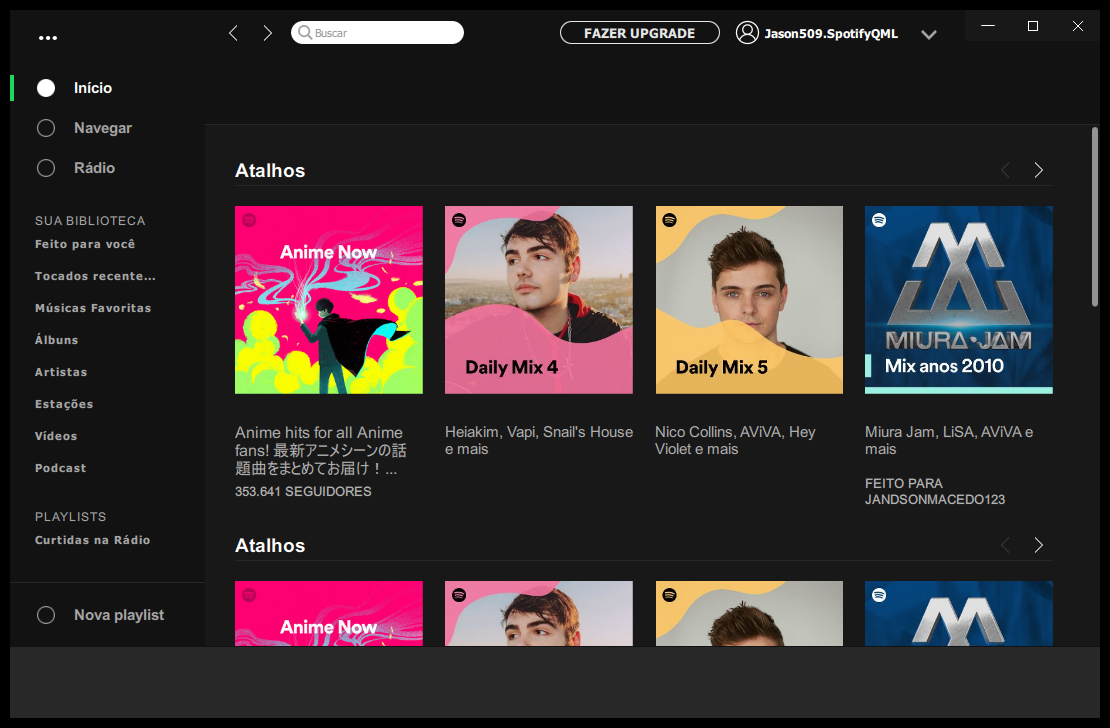 Buscar
FAZER UPGRADE
Jason509.SpotifyQML
Início
Navegar
Rádio
SUA BIBLIOTECA
Feito para você
Tocados recente...
Músicas Favoritas
Álbuns
Artistas
Estações
Vídeos
Podcast
PLAYLISTS
Curtidas na Rádio
Nova playlist
Atalhos
Anime Now
Daily Mix 4
Daily Mix 5
MIURA•JAM
Mix anos 2010
Anime hits for all Anime
fans! 最新アニメシーンの話
題曲をまとめてお届け！...
353.641 SEGUIDORES
Heiakim, Vapi, Snail's House
e mais
Nico Collins, AViVA, Hey
Violet e mais
Miura Jam, LiSA, AViVA e
mais
FEITO PARA
JANDSONMACEDO123
Atalhos
Anime Now